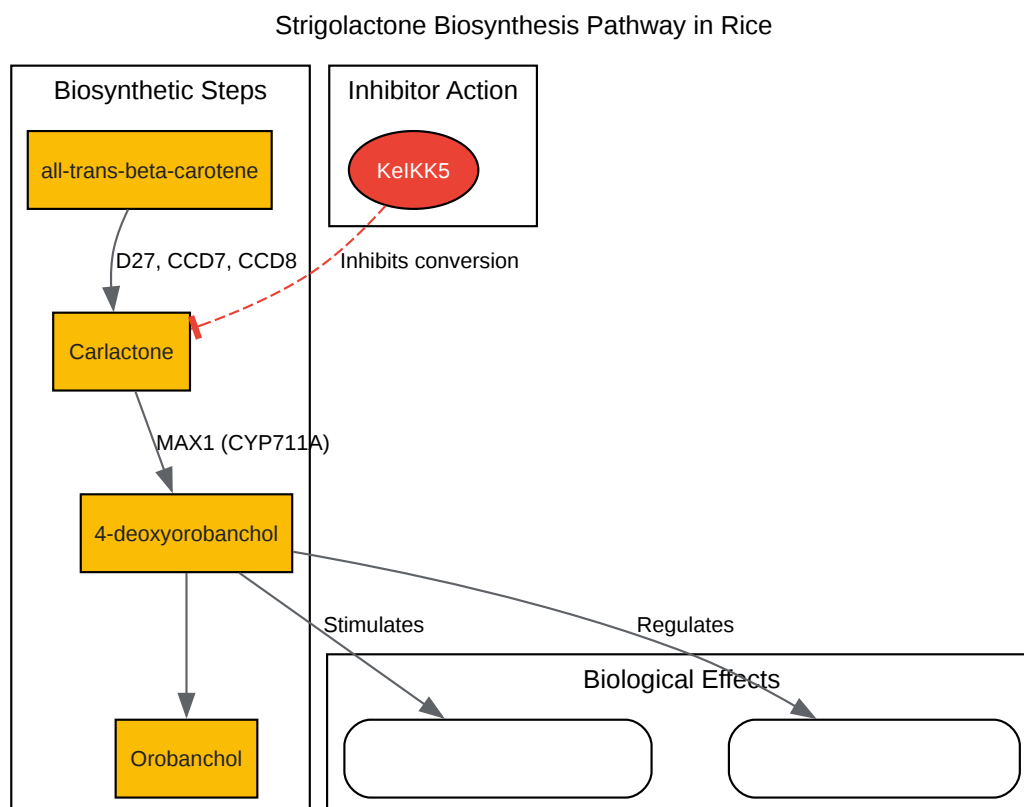 Strigolactone Biosynthesis Pathway in Rice
Biosynthetic Steps
Inhibitor Action
all-trans-beta-carotene
KeIKK5
D27, CCD7, CCD8
Inhibits conversion
Carlactone
MAX1 (CYP711A)
4-deoxyorobanchol
Stimulates
Regulates
Biological Effects
Orobanchol